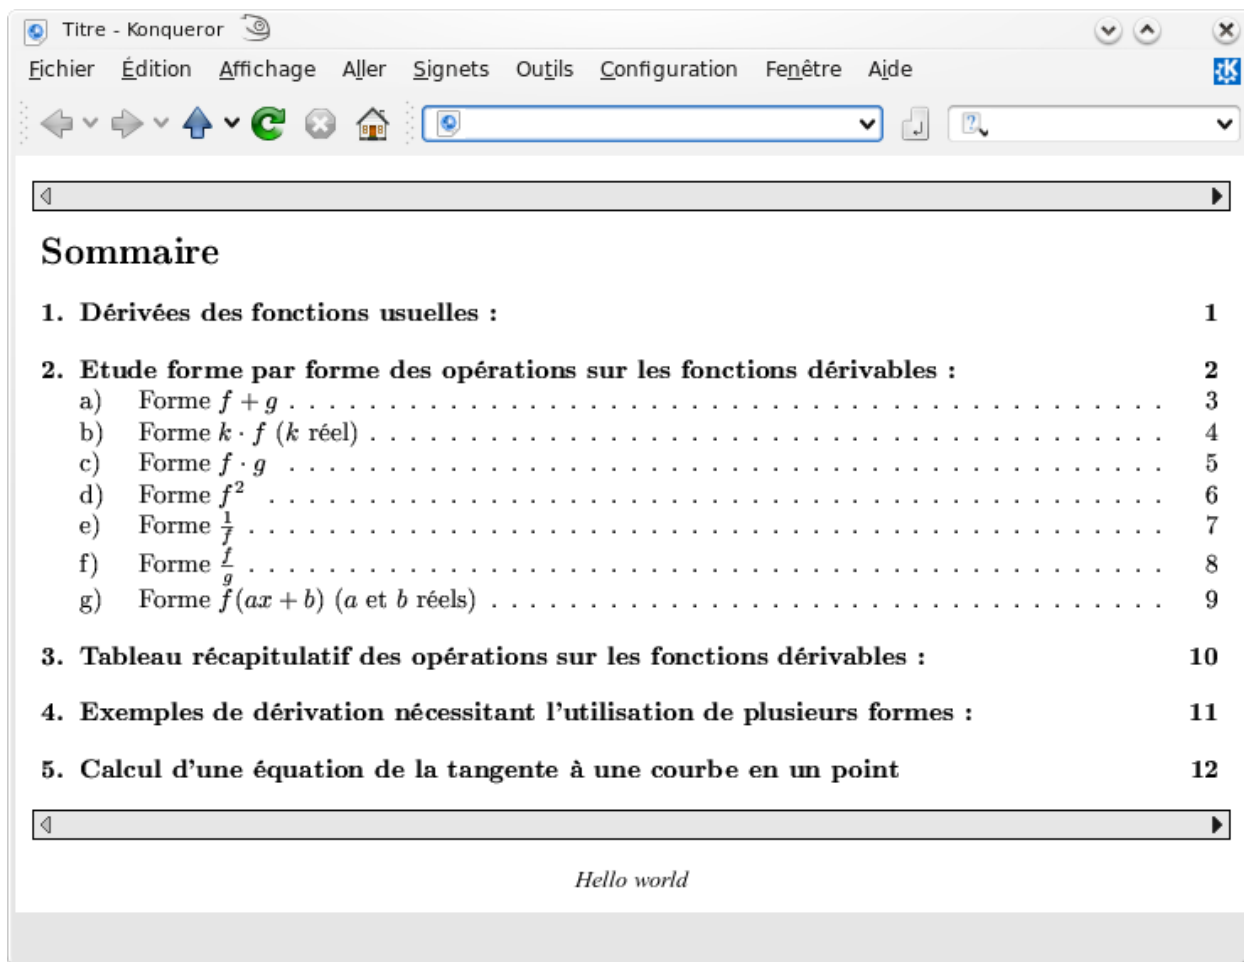 Titre - Konqueror
Fichier Édition Affichage Aller Signets Outils Configuration Fenêtre Aide
Sommaire
1. Dérivées des fonctions usuelles : 1
2. Etude forme par forme des opérations sur les fonctions dérivables : 2
a) Forme f + g . . . . . . . . . . . . . . . . . . . . . . . . . . . . . . . . . 3
b) Forme k · f (k réel) . . . . . . . . . . . . . . . . . . . . . . . . . . . . . . 4
c) Forme f · g . . . . . . . . . . . . . . . . . . . . . . . . . . . . . . . . . 5
d) Forme f² . . . . . . . . . . . . . . . . . . . . . . . . . . . . . . . . . . 6
e) Forme 1/f . . . . . . . . . . . . . . . . . . . . . . . . . . . . . . . . . . 7
f) Forme f/g . . . . . . . . . . . . . . . . . . . . . . . . . . . . . . . . . . 8
g) Forme f(ax + b) (a et b réels) . . . . . . . . . . . . . . . . . . . . . . . . . 9
3. Tableau récapitulatif des opérations sur les fonctions dérivables : 10
4. Exemples de dérivation nécessitant l'utilisation de plusieurs formes : 11
5. Calcul d'une équation de la tangente à une courbe en un point 12
Hello world